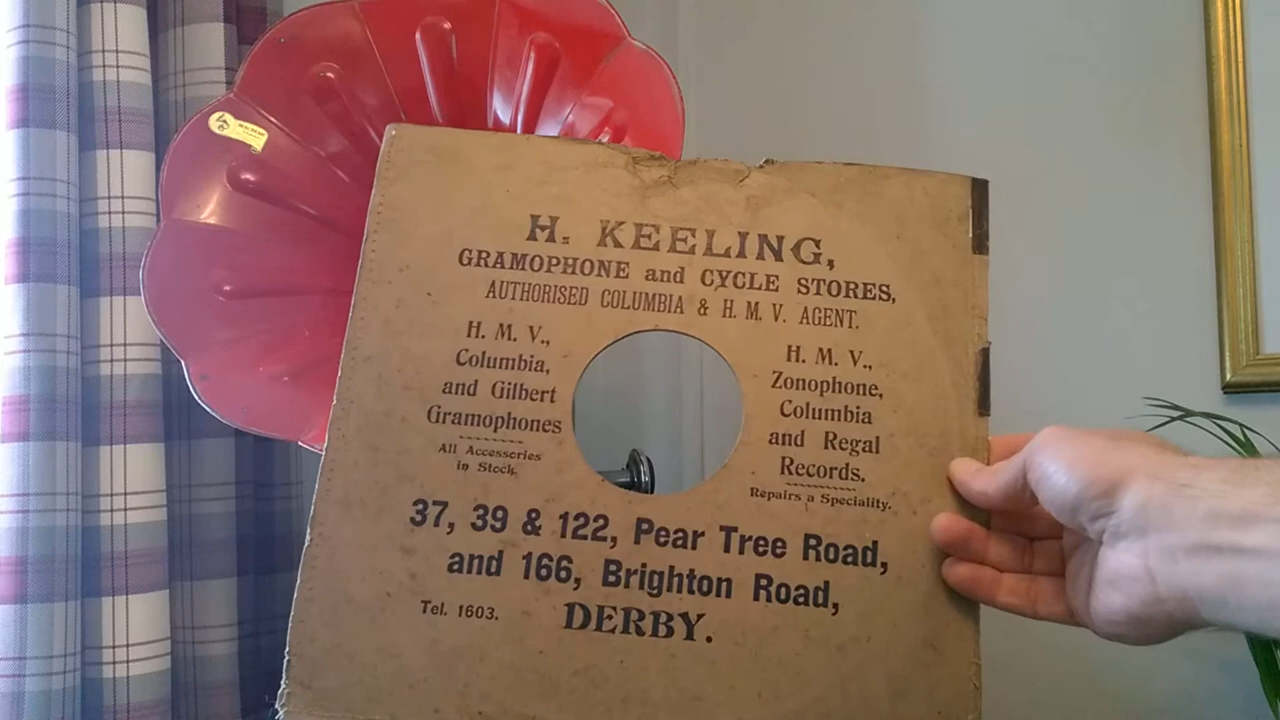 H. KEELING,
GRAMOPHONE and CYCLE STORES,
AUTHORISED COLUMBIA & H. M. V. AGENT.
H. M. V.,
Columbia,
and Gilbert
Gramophones
All Accessories
in Stock.
H. M. V.,
Zonophone,
Columbia
and Regal
Records.
Repairs a Speciality.
37, 39 & 122, Pear Tree Road,
and 166, Brighton Road,
Tel. 1603.
DERBY.